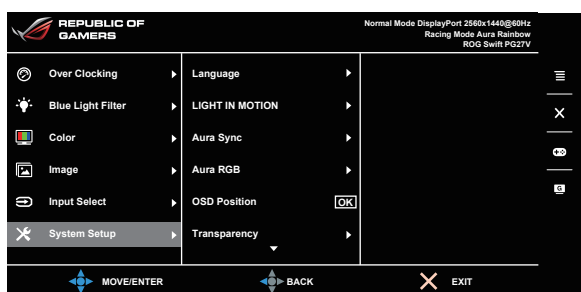 REPUBLIC OF
GAMERS
Normal Mode DisplayPort 2560x1440@60Hz
Racing Mode Aura Rainbow
ROG Swift PG27V
Over Clocking
Language
Blue Light Filter
LIGHT IN MOTION
Color
Aura Sync
Image
Aura RGB
Input Select
OSD Position
OK
System Setup
Transparency
G
MOVE/ENTER
BACK
EXIT